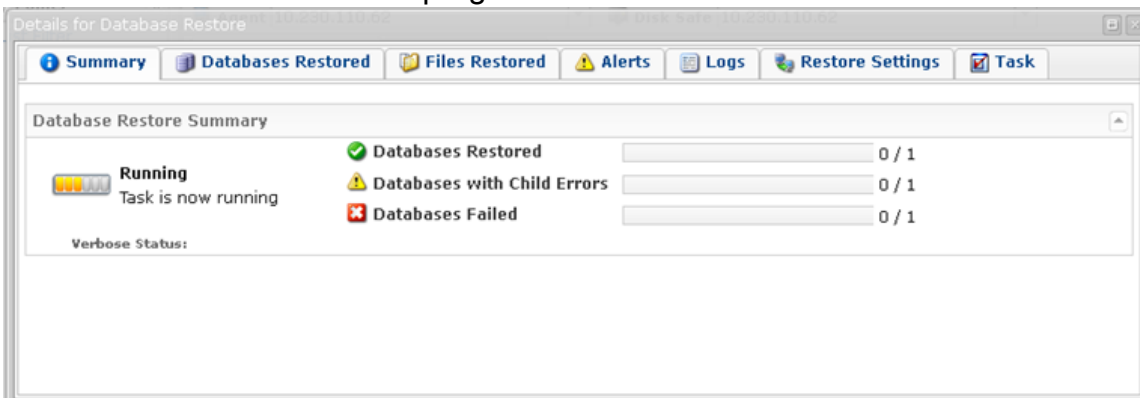 Details for Database Restore
Summary
Databases Restored
Files Restored
Alerts
Logs
Restore Settings
Task
Database Restore Summary
Running
Task is now running
Databases Restored 0 / 1
Databases with Child Errors 0 / 1
Databases Failed 0 / 1
Verbose Status: